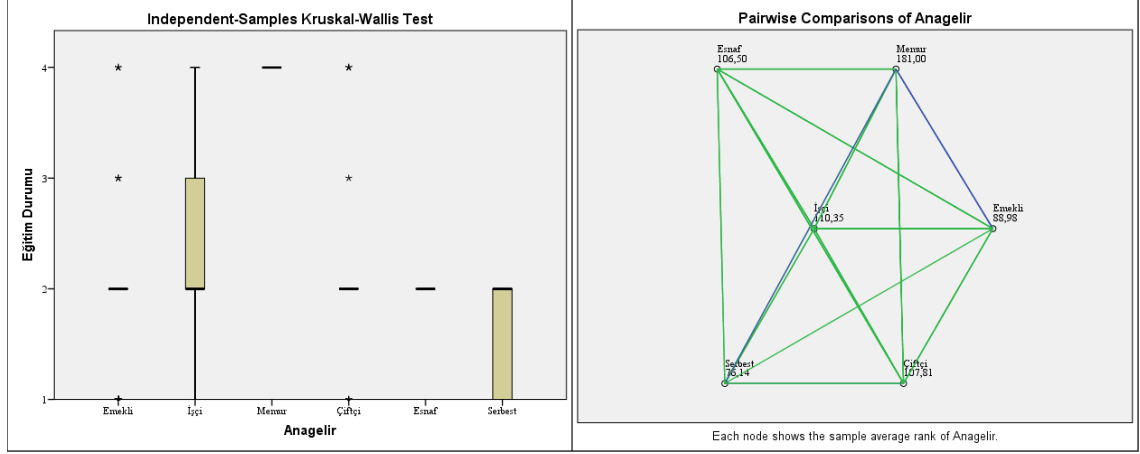 Independent-Samples Kruskal-Wallis Test
Eğitim Durumu
4
3
2
1
Emekli İşçi Memur Çiftçi Esnaf Serbest
Anagelir
Pairwise Comparisons of Anagelir
Esnaf
106,50
Memur
181,00
İşçi
110,35
Emekli
88,98
Serbest
76,14
Çiftçi
107,81
Each node shows the sample average rank of Anagelir.